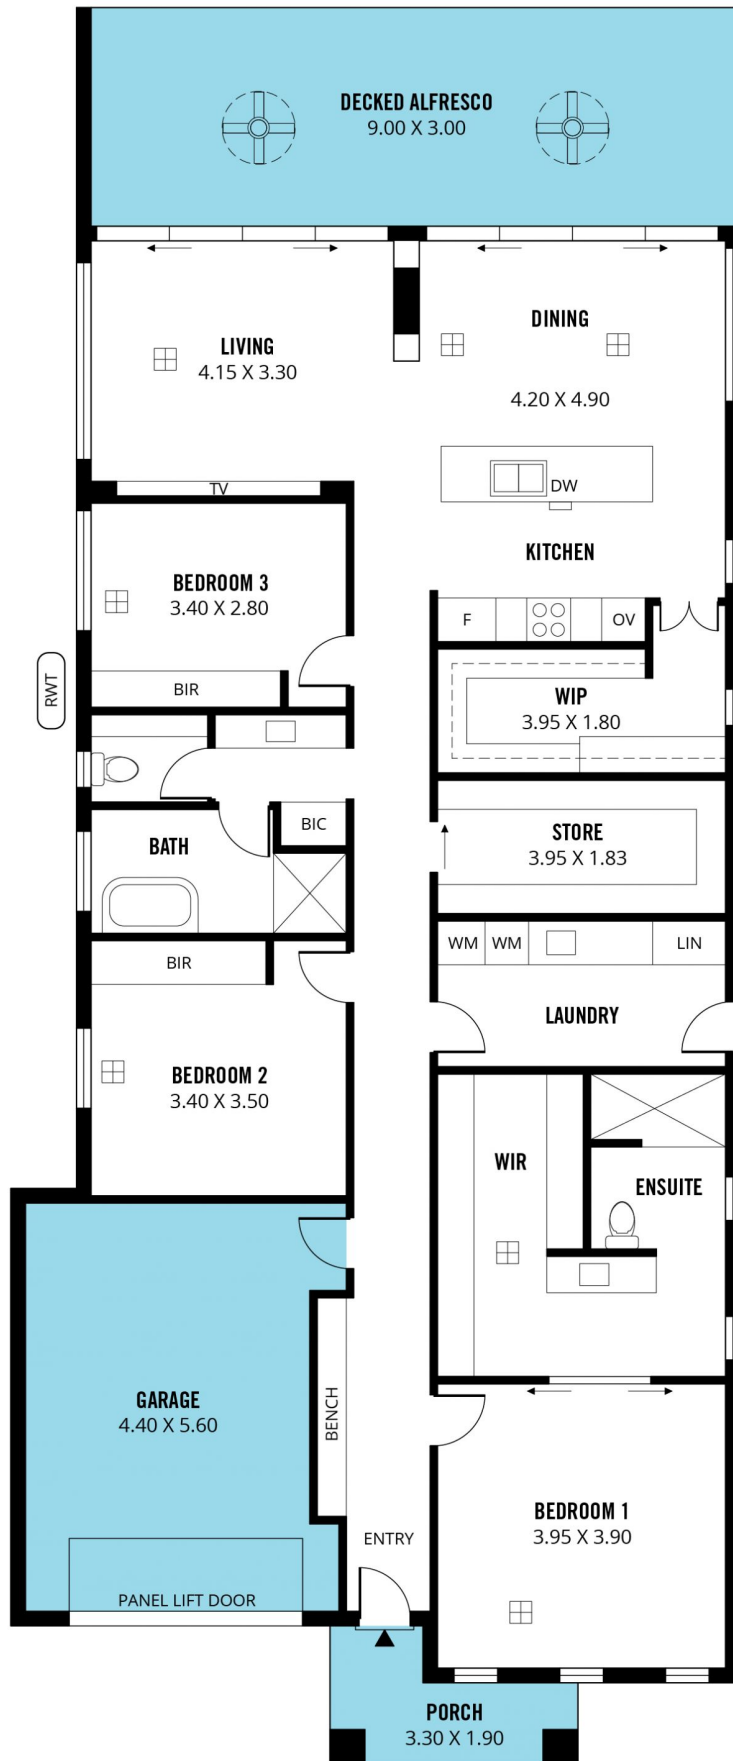 DECKED ALFRESCO
9.00 X 3.00
LIVING
4.15 X 3.30
DINING
4.20 X 4.90
TV
DW
KITCHEN
BEDROOM 3
3.40 X 2.80
F
OV
BIR
RWT
WIP
3.95 X 1.80
BIC
BATH
STORE
3.95 X 1.83
BIR
WM
WM
LIN
LAUNDRY
BEDROOM 2
3.40 X 3.50
WIR
ENSUITE
GARAGE
4.40 X 5.60
BENCH
BEDROOM 1
3.95 X 3.90
ENTRY
PANEL LIFT DOOR
PORCH
3.30 X 1.90